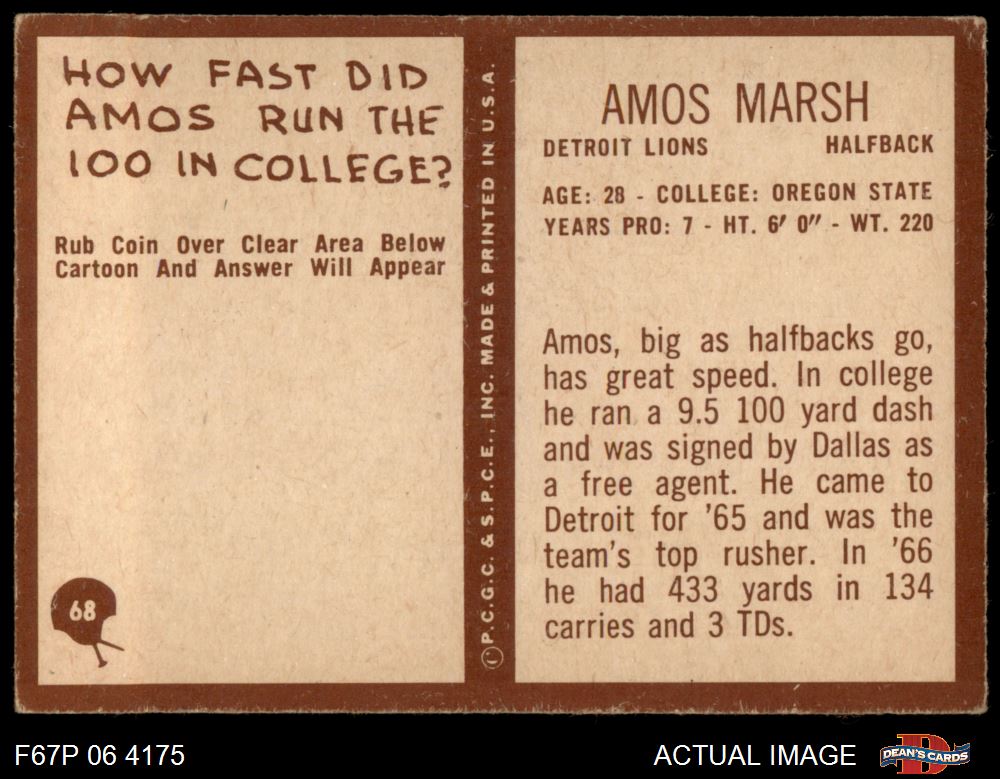 HOW FAST DID
AMOS RUN THE
100 IN COLLEGE?
Rub Coin Over Clear Area Below
Cartoon And Answer Will Appear
68
©P.C.G.C. & S.P.C.E., INC. MADE & PRINTED IN U.S.A.
AMOS MARSH
DETROIT LIONS HALFBACK
AGE: 28 - COLLEGE: OREGON STATE
YEARS PRO: 7 - HT. 6' 0" - WT. 220
Amos, big as halfbacks go,
has great speed. In college
he ran a 9.5 100 yard dash
and was signed by Dallas as
a free agent. He came to
Detroit for '65 and was the
team's top rusher. In '66
he had 433 yards in 134
carries and 3 TDs.
F67P 06 4175 ACTUAL IMAGE DEAN'S CARDS